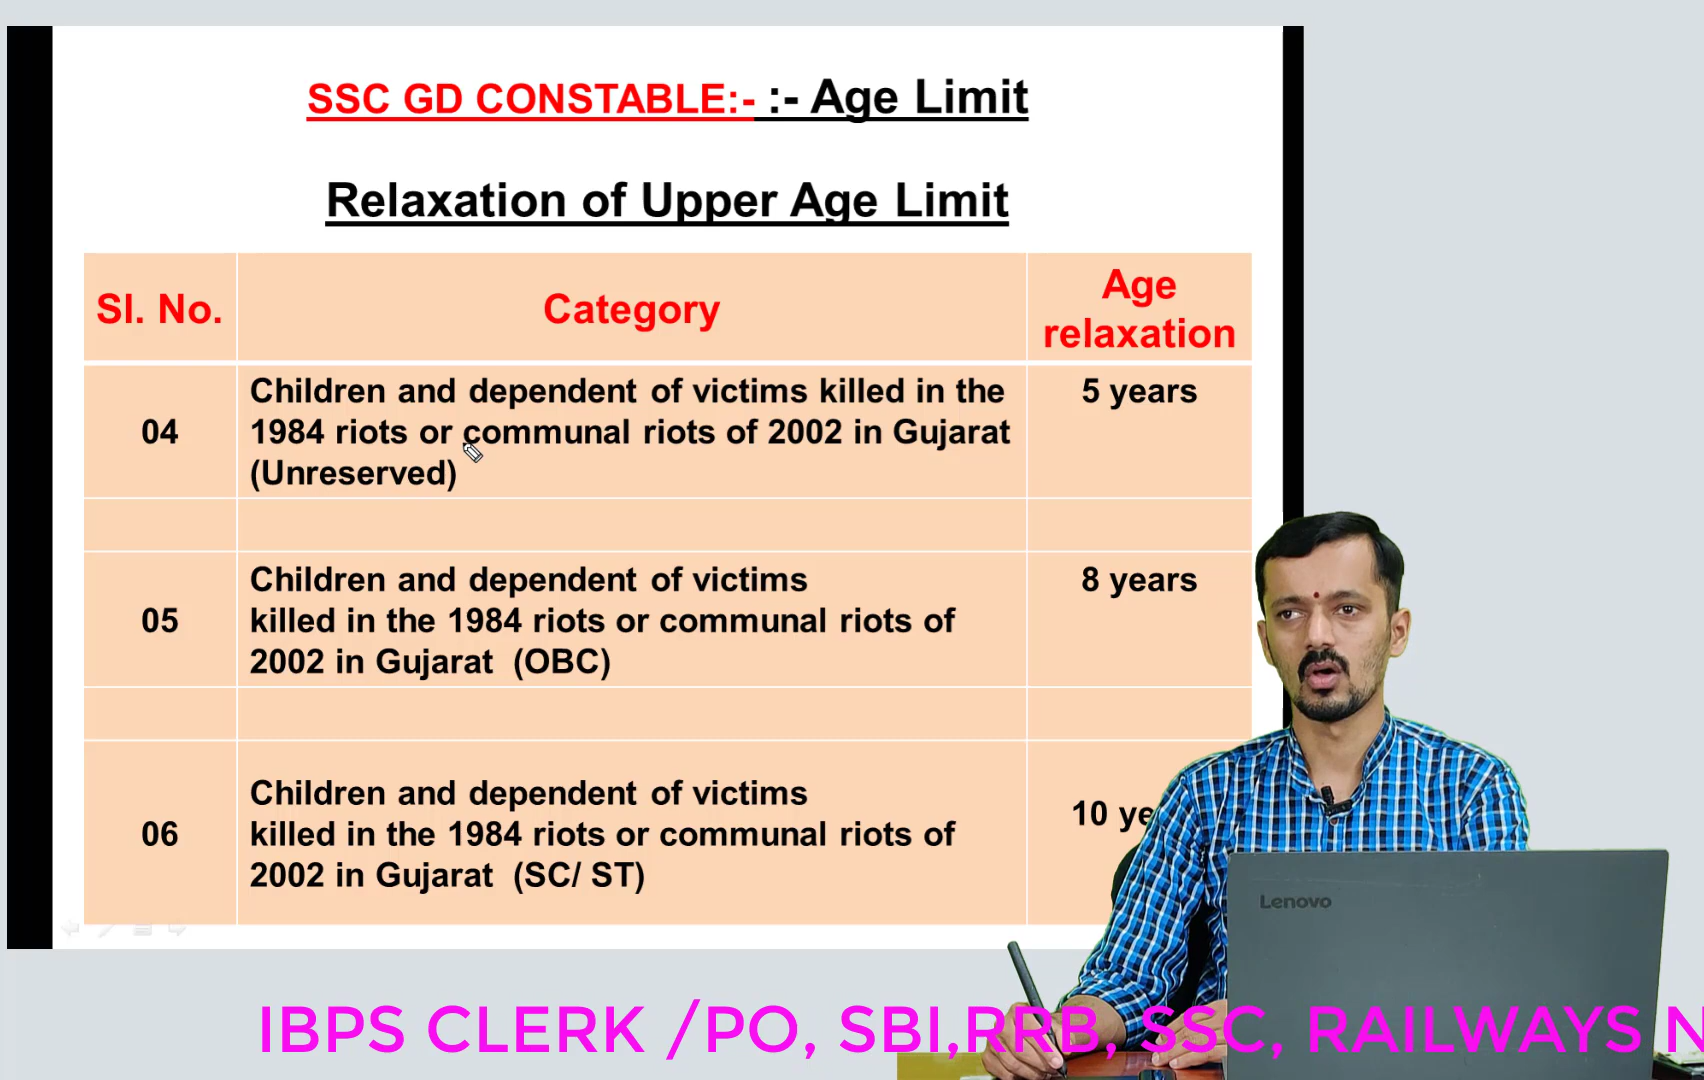 SSC GD CONSTABLE:- :- Age Limit
Relaxation of Upper Age Limit
Sl. No.
Category
Age
relaxation
04
Children and dependent of victims killed in the
1984 riots or communal riots of 2002 in Gujarat
(Unreserved)
5 years
05
Children and dependent of victims
killed in the 1984 riots or communal riots of
2002 in Gujarat (OBC)
8 years
06
Children and dependent of victims
killed in the 1984 riots or communal riots of
2002 in Gujarat (SC/ ST)
10 ye
Lenovo
IBPS CLERK /PO, SBI,RRB, SSC, RAILWAYS N